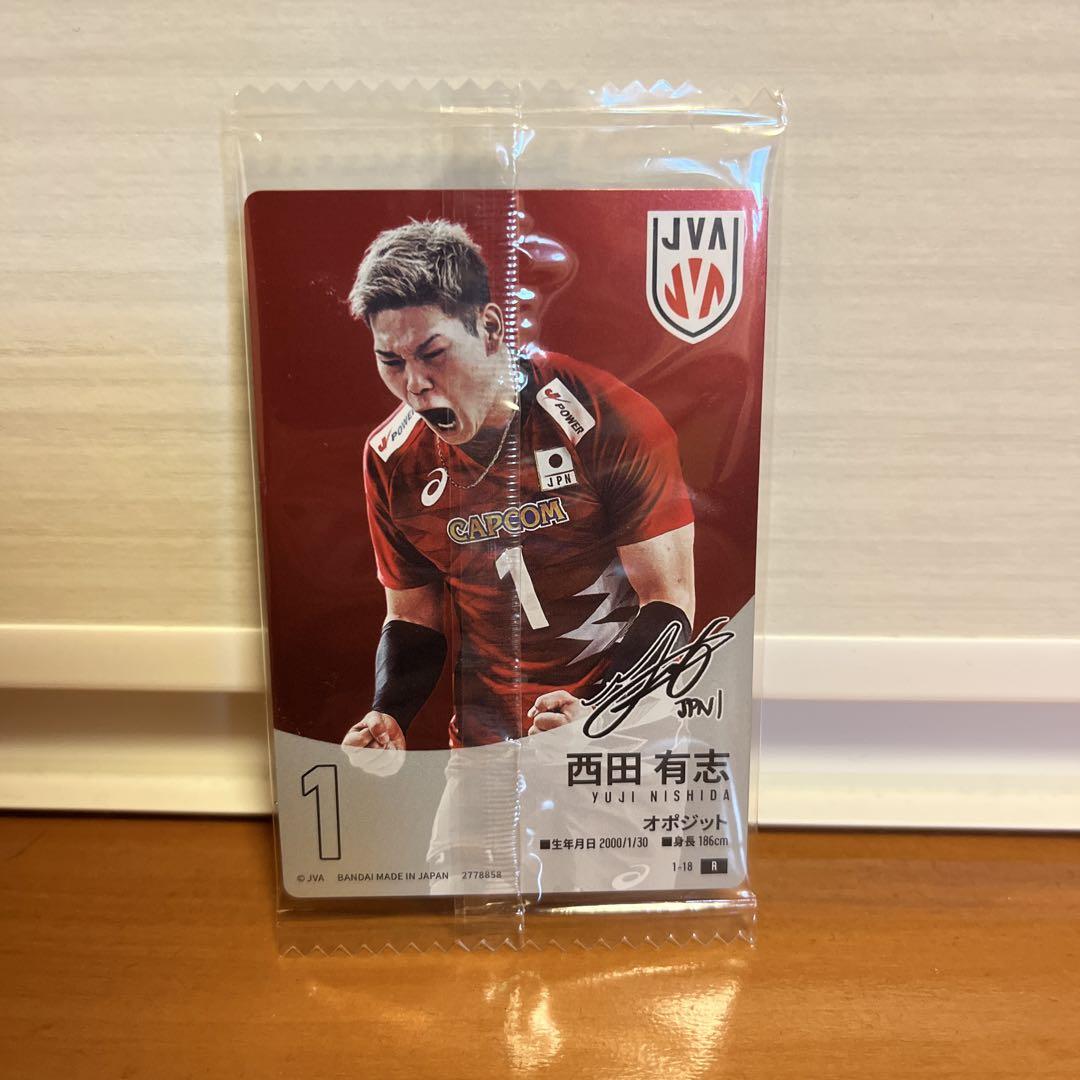 JVA
J POWER
J POWER
JPN
CAPCOM
1
JPN1
1
西田 有志
YUJI NISHIDA
オポジット
■生年月日 2000/1/30 ■身長 186cm
1-18 R
© JVA BANDAI MADE IN JAPAN 2778858